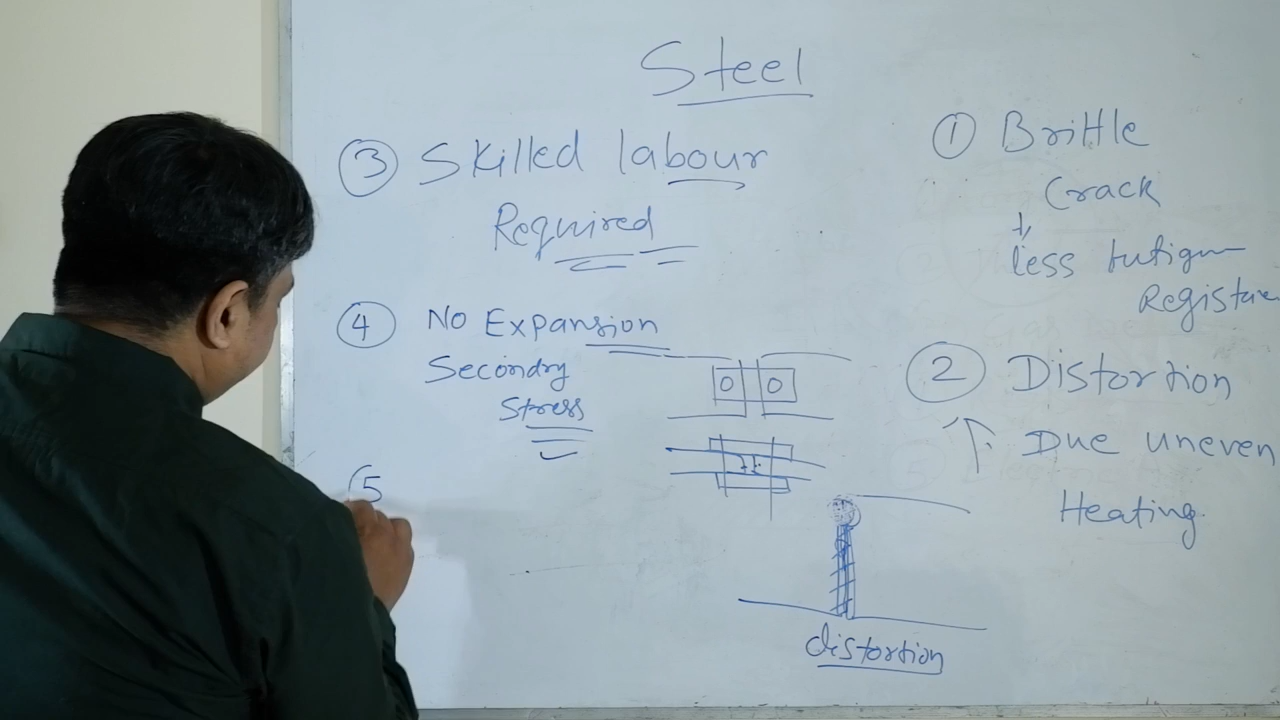 Steel
① Brittle
Crack
less futigue
Registance
② Distortion
Due uneven
Heating.
③ Skilled labour
Required
④ No Expansion
Secondry
Stress
5
distortion